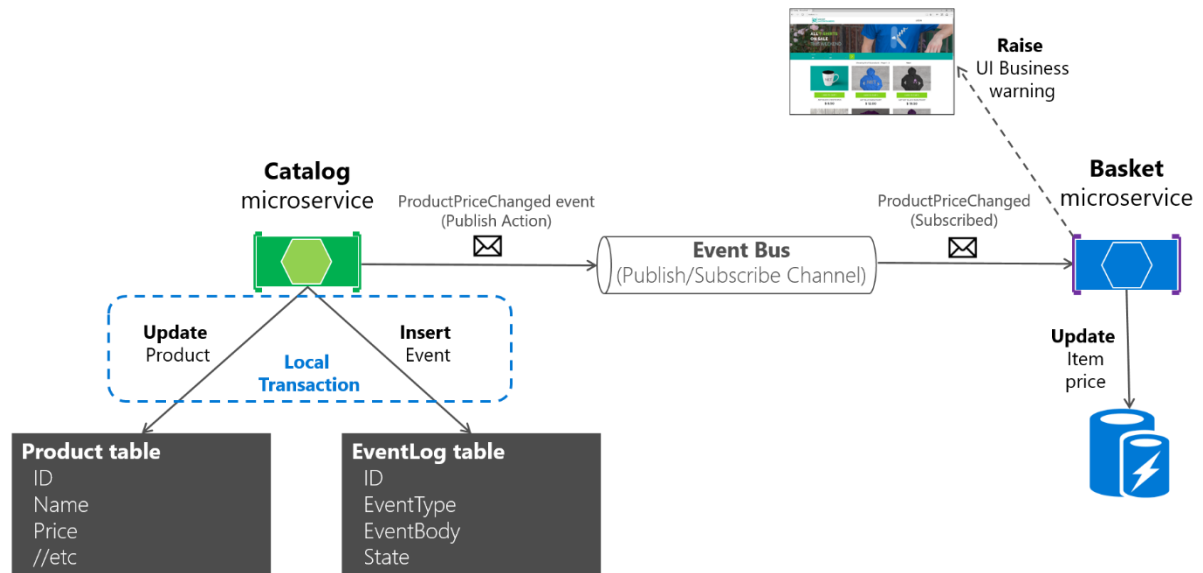 Raise
UI Business
warning
Catalog
microservice
ProductPriceChanged event
(Publish Action)
Event Bus
(Publish/Subscribe Channel)
ProductPriceChanged
(Subscribed)
Basket
microservice
Update
Product
Insert
Event
Local
Transaction
Update
Item
price
Product table
ID
Name
Price
//etc
EventLog table
ID
EventType
EventBody
State